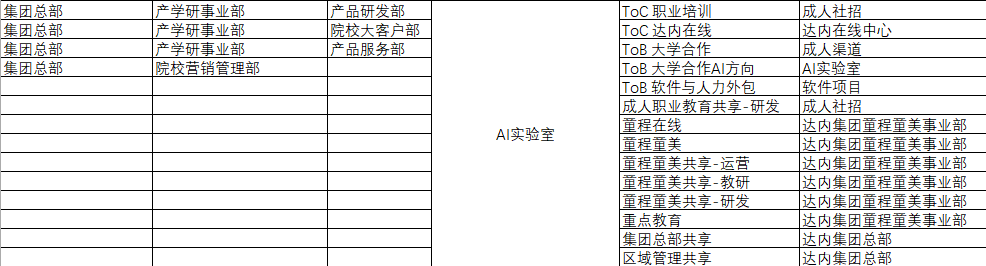 集团总部 产学研事业部 产品研发部 ToC 职业培训 成人社招
集团总部 产学研事业部 院校大客户部 ToC 达内在线 达内在线中心
集团总部 产学研事业部 产品服务部 ToB 大学合作 成人渠道
集团总部 院校营销管理部 ToB 大学合作AI方向 AI实验室
ToB 软件与人力外包 软件项目
成人职业教育共享-研发 成人社招
童程在线 达内集团童程童美事业部
AI实验室
童程童美 达内集团童程童美事业部
童程童美共享-运营 达内集团童程童美事业部
童程童美共享-教研 达内集团童程童美事业部
童程童美共享-研发 达内集团童程童美事业部
重点教育 达内集团童程童美事业部
集团总部共享 达内集团总部
区域管理共享 达内集团总部